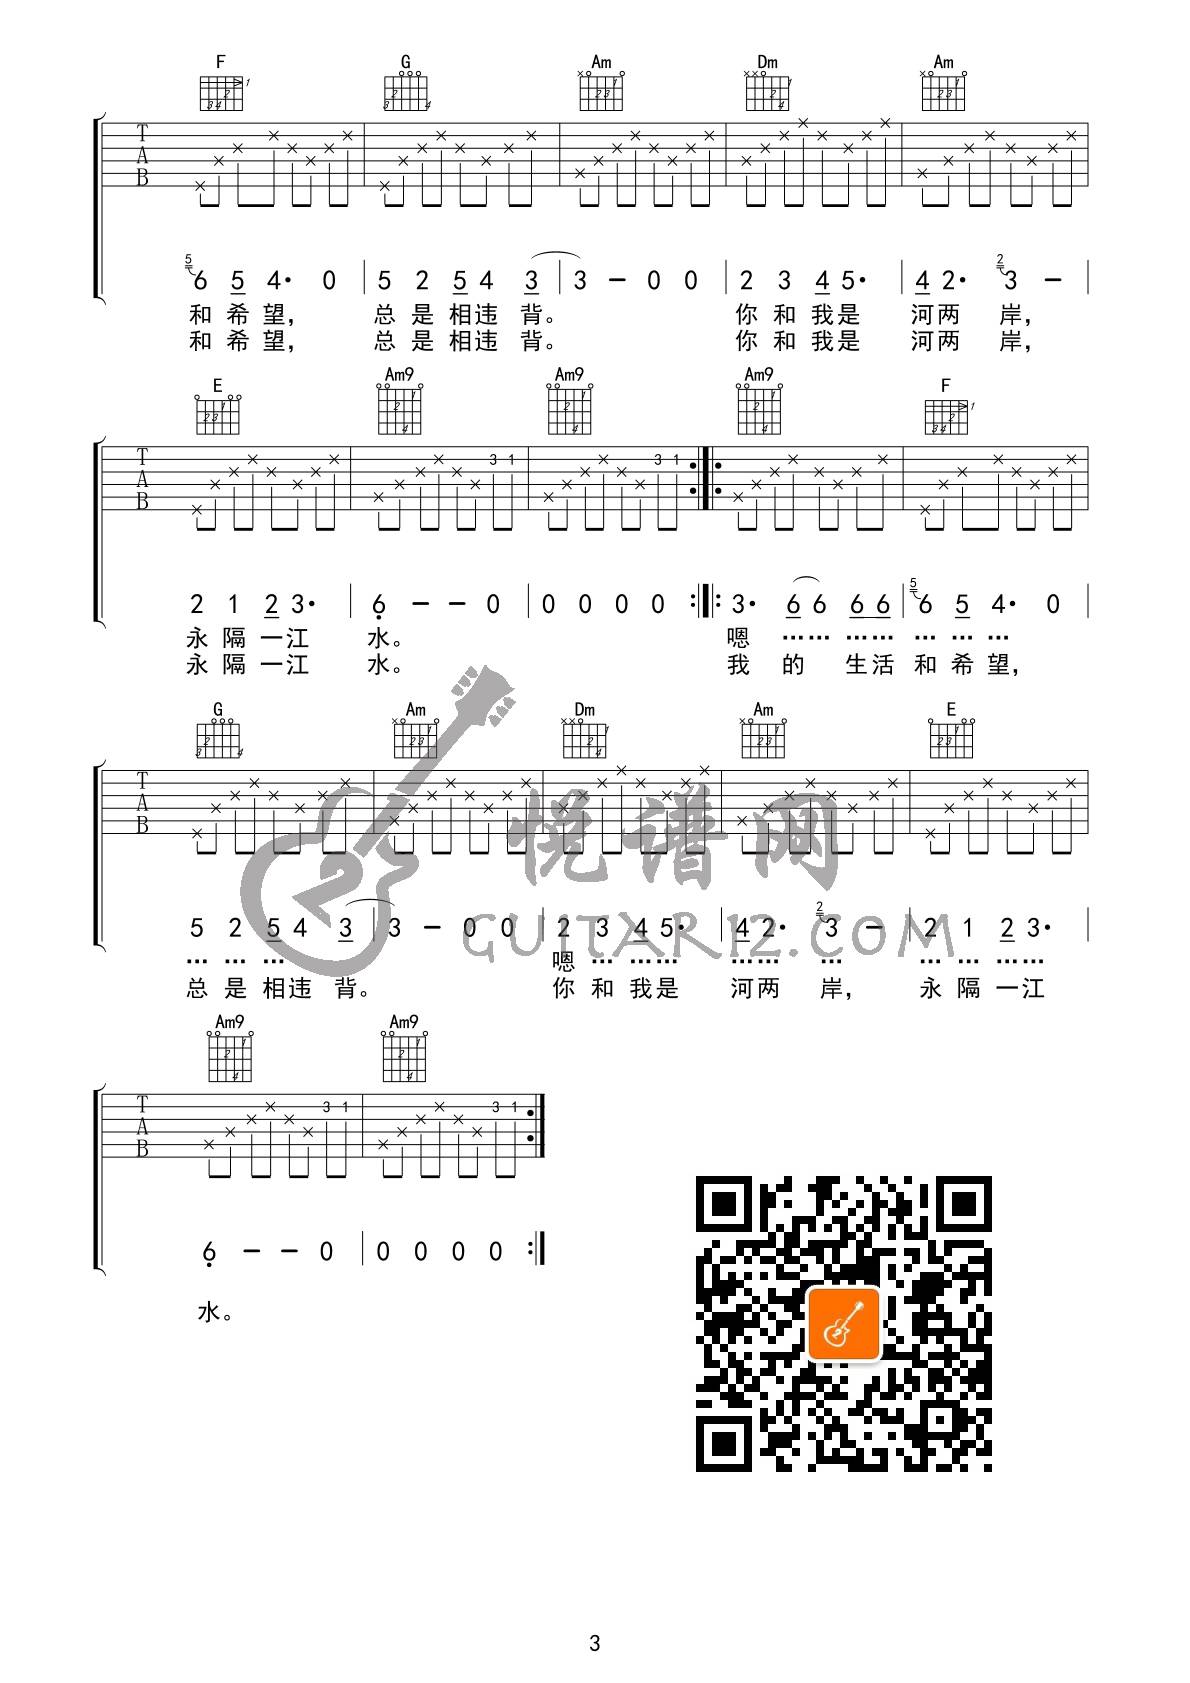 F G Am Dm Am
T A B
5 6 5 4· 0 | 5 2 5 4 3 | 3 - 0 0 | 2 3 4 5· | 4 2· 2 3 - |
和 希 望， 总 是 相 违 背。 你 和 我 是 河 两 岸，
和 希 望， 总 是 相 违 背。 你 和 我 是 河 两 岸，
E Am9 Am9 Am9 F
T A B 3 1 3 1
2 1 2 3· | 6 - - 0 | 0 0 0 0 :||: 3· 6 6 6 6 | 5 6 5 4· 0 |
永 隔 一 江 水。 嗯 …… …… … … …
永 隔 一 江 水。 我 的 生 活 和 希 望，
G Am Dm Am E
T A B
5 2 5 4 3 | 3 - 0 0 | 2 3 4 5· | 4 2· 2 3 - | 2 1 2 3· |
… … … 嗯 … …… …… … … … ……
总 是 相 违 背。 你 和 我 是 河 两 岸， 永 隔 一 江
悦谱网
GUITAR12.COM
Am9 Am9
T A B 3 1 3 1
6 - - 0 | 0 0 0 0 :|
水。
3